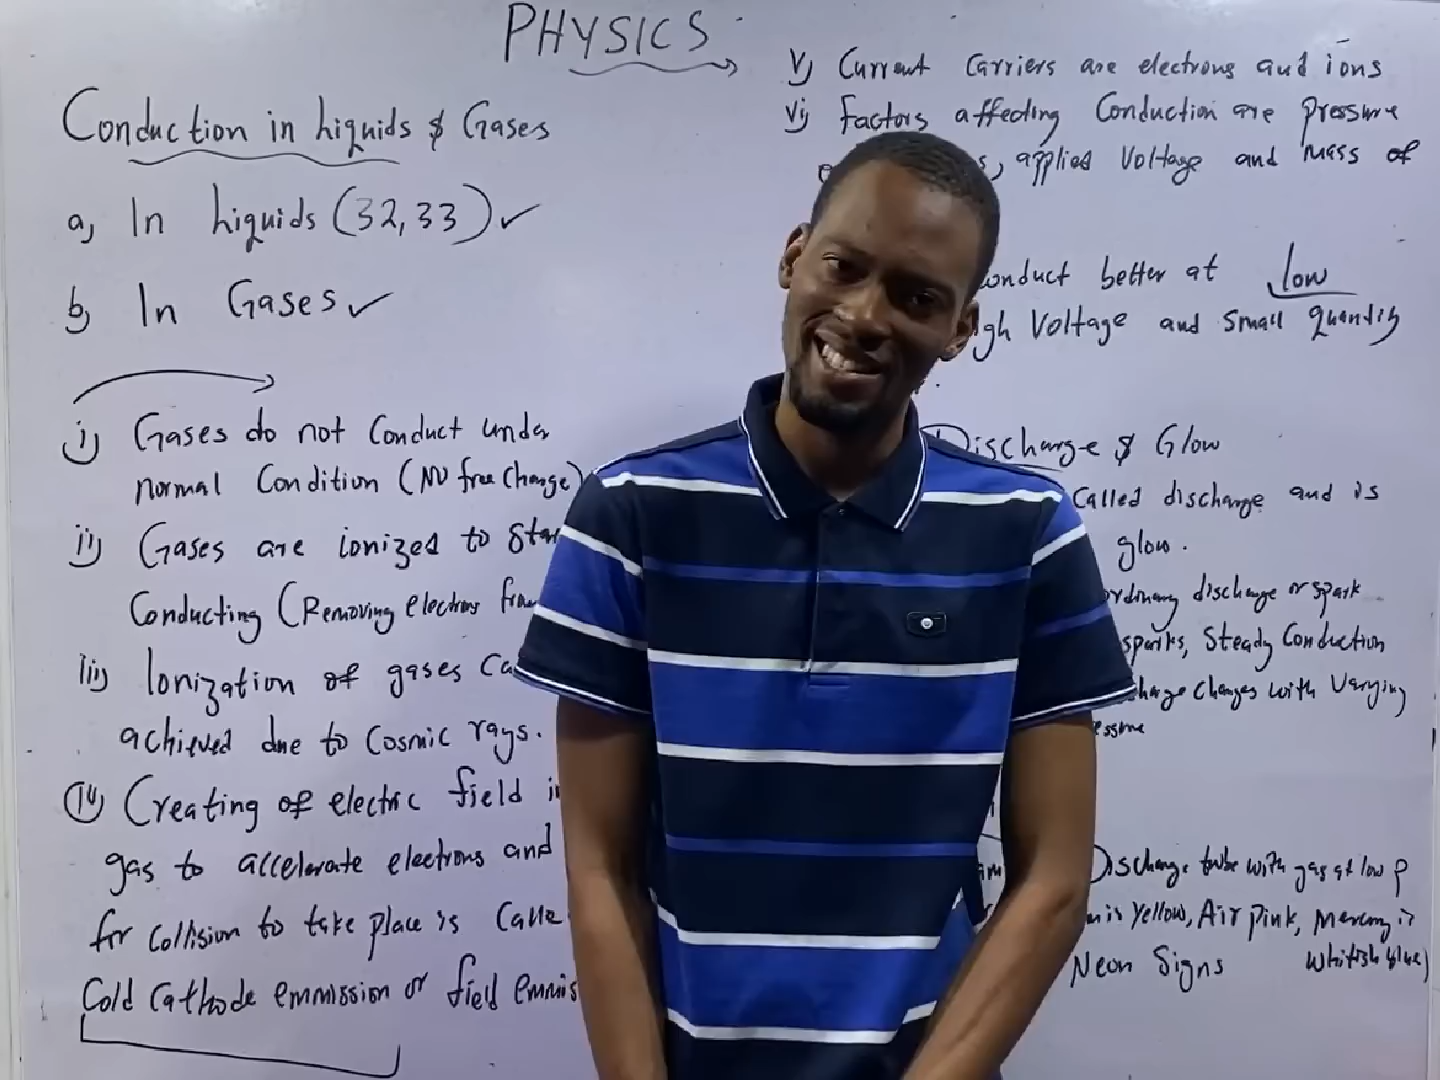 PHYSICS
Conduction in Liquids & Gases
a) In Liquids (32,33) ✓
b) In Gases ✓
i) Gases do not conduct under
normal Condition (No free Charge)
ii) Gases are ionized to
Conducting (Removing electrons
iii) Ionization of gases
achieved due to Cosmic rays.
iv) Creating of electric field
gas to accelerate electrons and
for collision to take place is
Cold Cathode emmission or field
v) Current Carriers are electrons and ions
vi) Factors affecting Conduction are pressure
applied Voltage and mass of
conduct better at low
Voltage and small quantity
Discharge & Glow
Called discharge and is
glow.
discharge or spark
sparks, Steady Conduction
Changes with Varying
Discharge tube with gas at low p
is Yellow, Air pink, Mercury is
Neon Signs whitish blue)